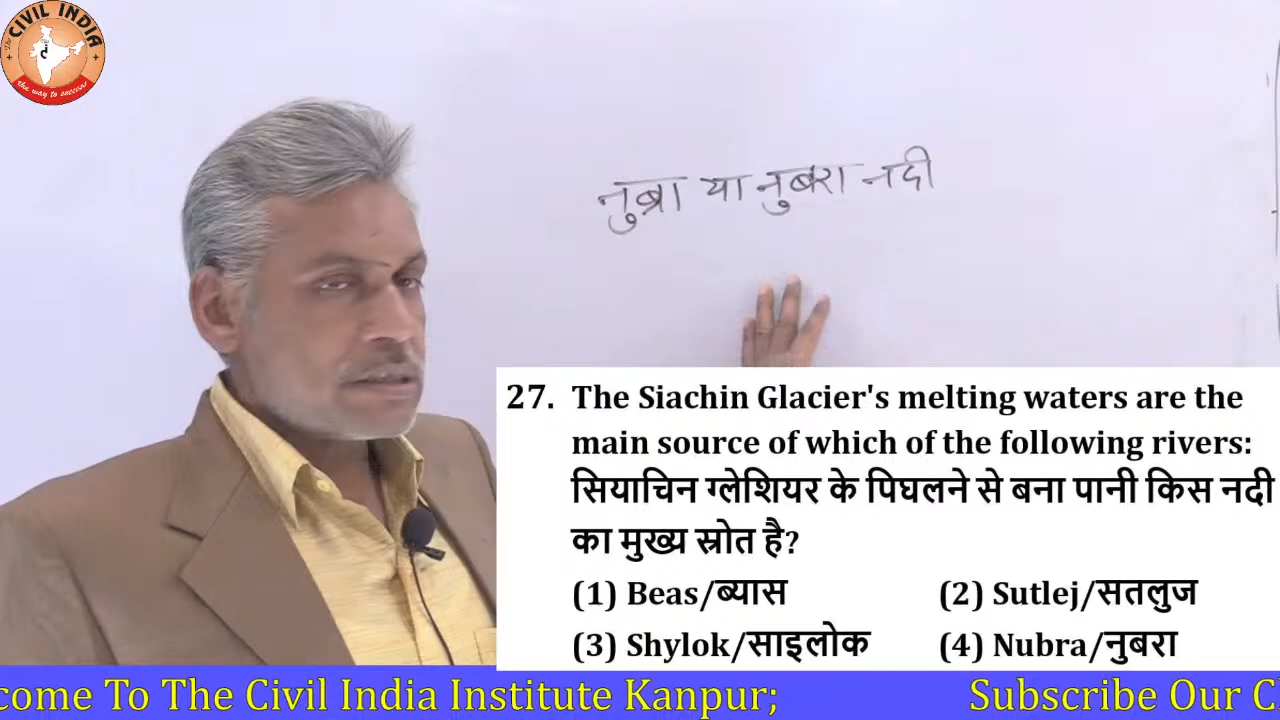 The CIVIL INDIA
the way to success
नुब्रा या नुबरा नदी
27. The Siachin Glacier's melting waters are the
main source of which of the following rivers:
सियाचिन ग्लेशियर के पिघलने से बना पानी किस नदी
का मुख्य स्रोत है?
(1) Beas/ब्यास (2) Sutlej/सतलुज
(3) Shylok/साइलोक (4) Nubra/नुबरा
come To The Civil India Institute Kanpur; Subscribe Our C